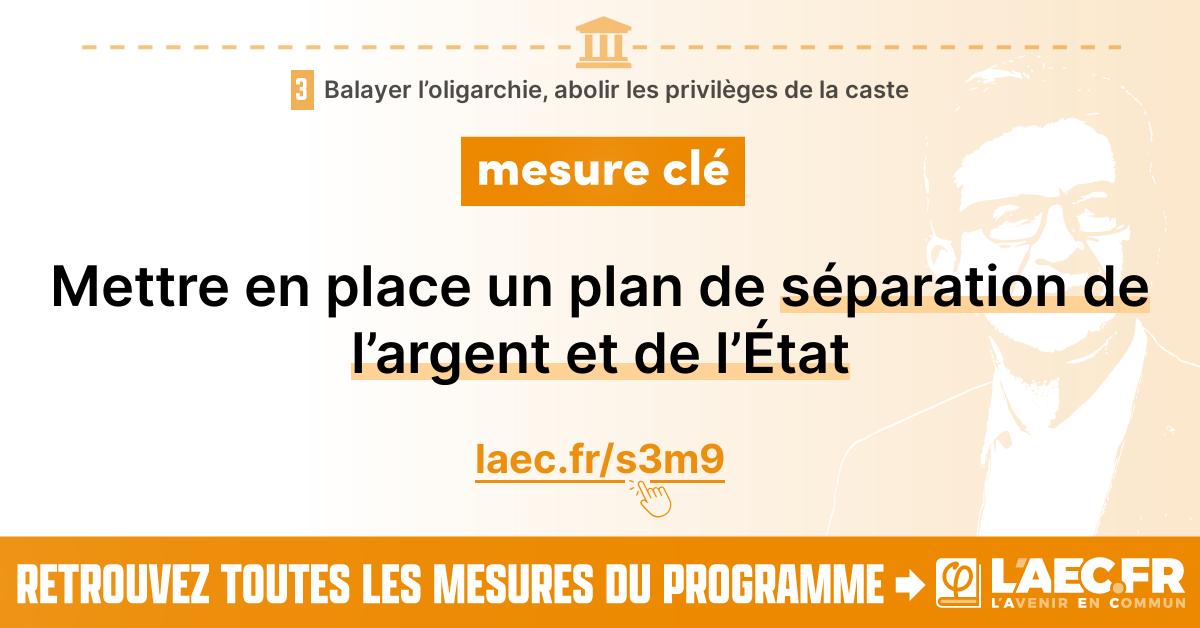 3 Balayer l’oligarchie, abolir les privilèges de la caste
mesure clé
Mettre en place un plan de séparation de
l’argent et de l’État
laec.fr/s3m9
RETROUVEZ TOUTES LES MESURES DU PROGRAMME ➡ φ L'AEC.FR
L'AVENIR EN COMMUN